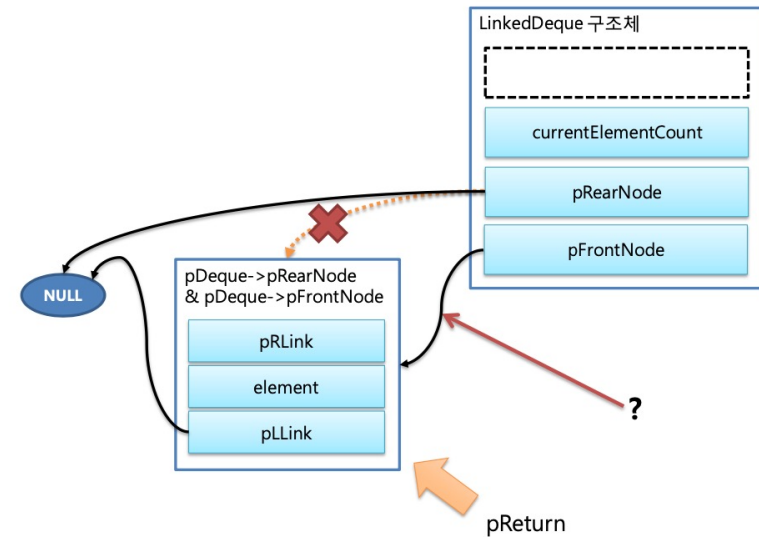 LinkedDeque 구조체
currentElementCount
pRearNode
pFrontNode
NULL
pDeque->pRearNode
& pDeque->pFrontNode
pRLink
element
pLLink
?
pReturn